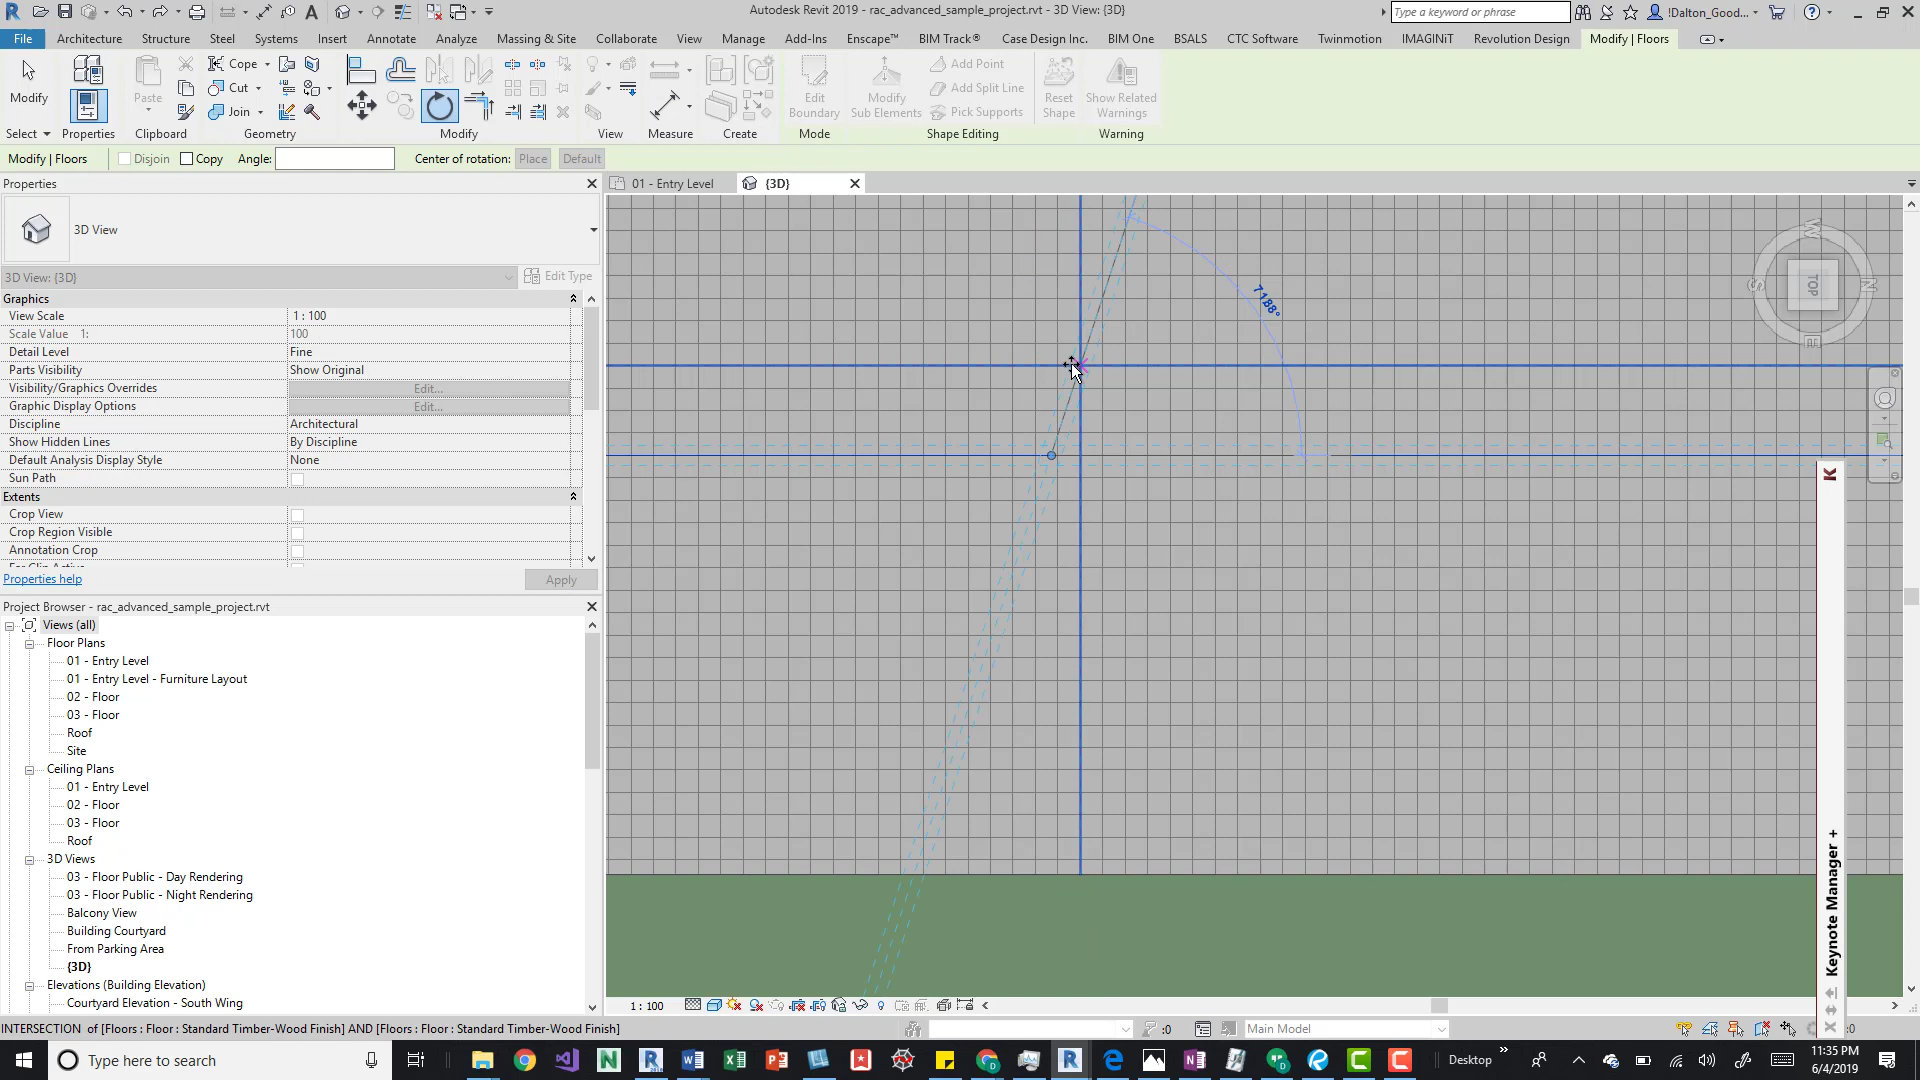 Autodesk Revit 2019 - rac_advanced_sample_project.rvt - 3D View: {3D}
Type a keyword or phrase
!Dalton_Good...
File Architecture Structure Steel Systems Insert Annotate Analyze Massing & Site Collaborate View Manage Add-Ins Enscape™ BIM Track® Case Design Inc. BIM One BSALS CTC Software Twinmotion IMAGINiT Revolution Design Modify | Floors
Modify
Paste
Cope
Cut
Join
Edit Boundary
Modify Sub Elements
Add Point
Add Split Line
Pick Supports
Reset Shape
Show Related Warnings
Select Properties Clipboard Geometry Modify View Measure Create Mode Shape Editing Warning
Modify | Floors Disjoin Copy Angle: Center of rotation: Place Default
Properties
01 - Entry Level
{3D}
3D View
3D View: {3D} Edit Type
Graphics
View Scale 1 : 100
Scale Value 1: 100
Detail Level Fine
Parts Visibility Show Original
Visibility/Graphics Overrides Edit...
Graphic Display Options Edit...
Discipline Architectural
Show Hidden Lines By Discipline
Default Analysis Display Style None
Sun Path
Extents
Crop View
Crop Region Visible
Annotation Crop
Properties help Apply
Project Browser - rac_advanced_sample_project.rvt
Views (all)
Floor Plans
01 - Entry Level
01 - Entry Level - Furniture Layout
02 - Floor
03 - Floor
Roof
Site
Ceiling Plans
01 - Entry Level
02 - Floor
03 - Floor
Roof
3D Views
03 - Floor Public - Day Rendering
03 - Floor Public - Night Rendering
Balcony View
Building Courtyard
From Parking Area
{3D}
Elevations (Building Elevation)
Courtyard Elevation - South Wing
TOP
W
S
N
E
Keynote Manager +
1 : 100
INTERSECTION of [Floors : Floor : Standard Timber-Wood Finish] AND [Floors : Floor : Standard Timber-Wood Finish]
:0
Main Model
:0
Type here to search
Desktop
11:35 PM
6/4/2019